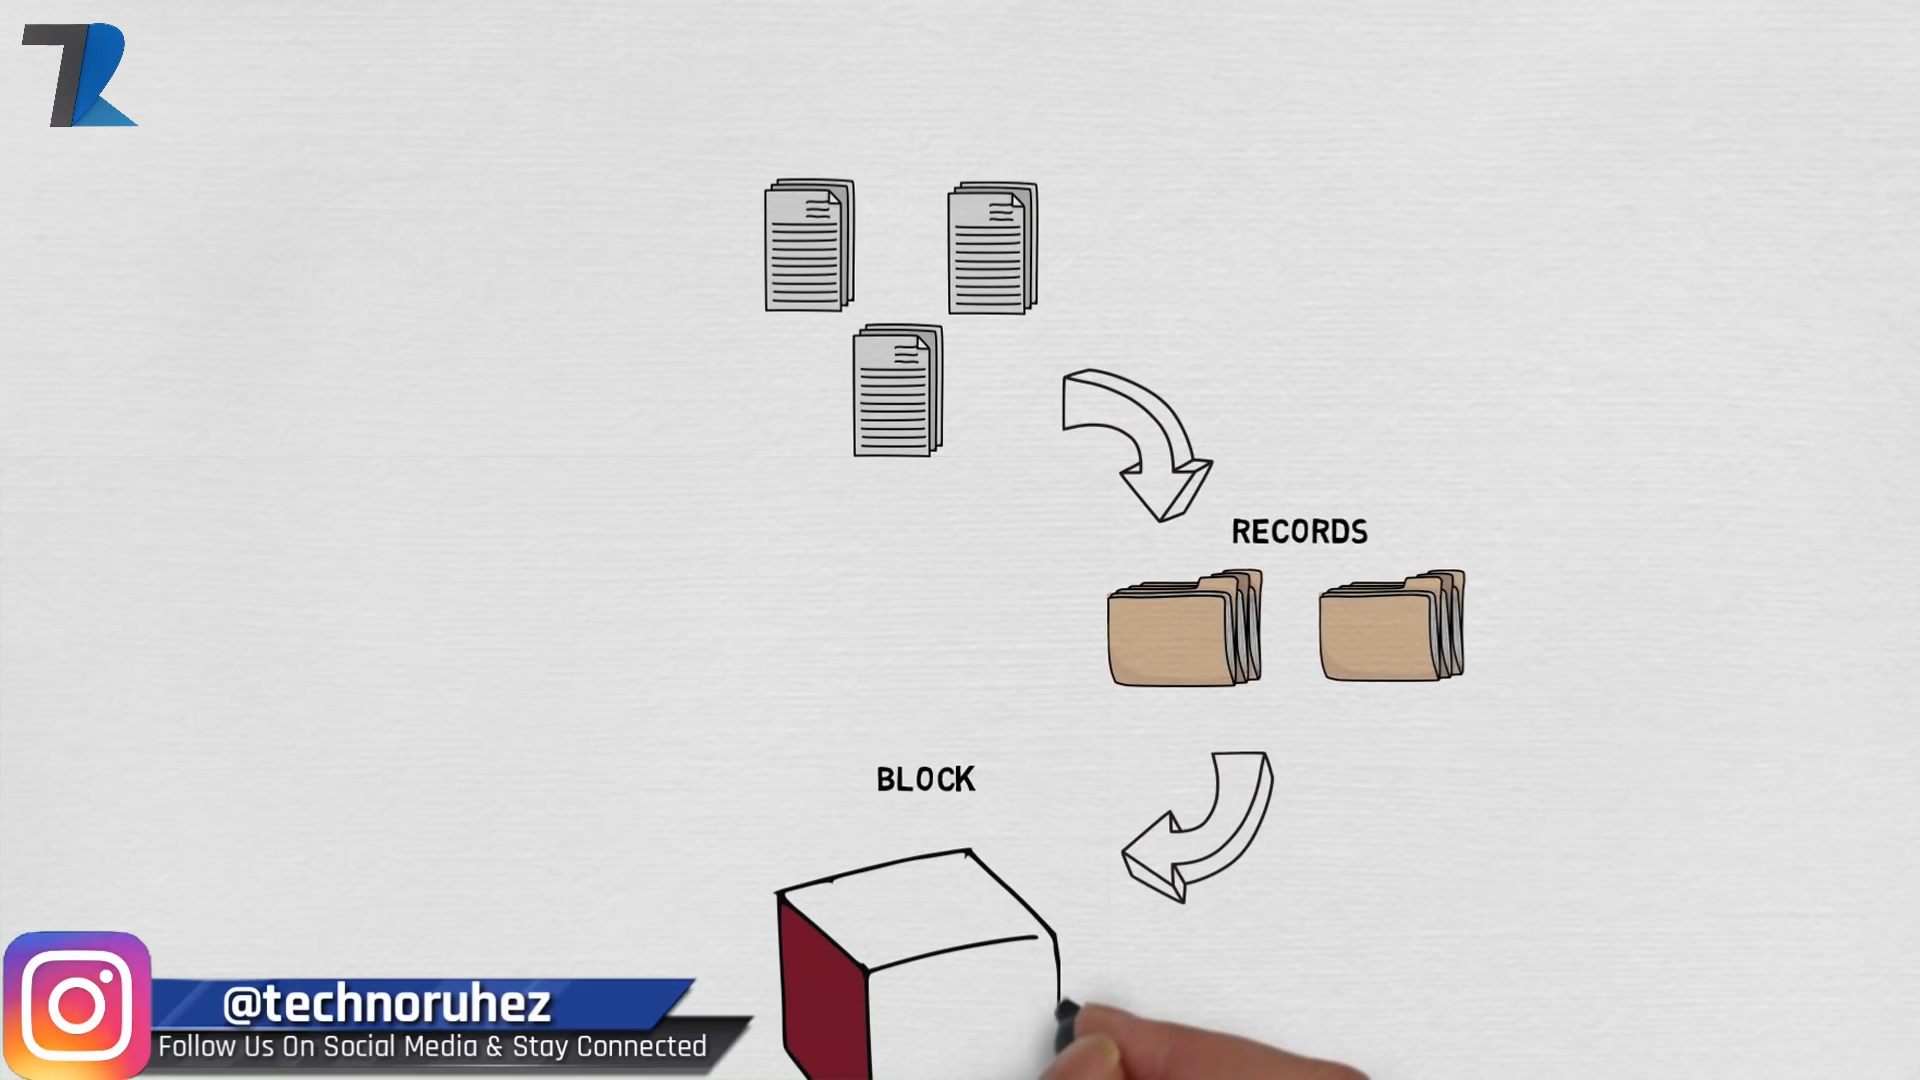 RECORDS
BLOCK
@technoruhez
Follow Us On Social Media & Stay Connected